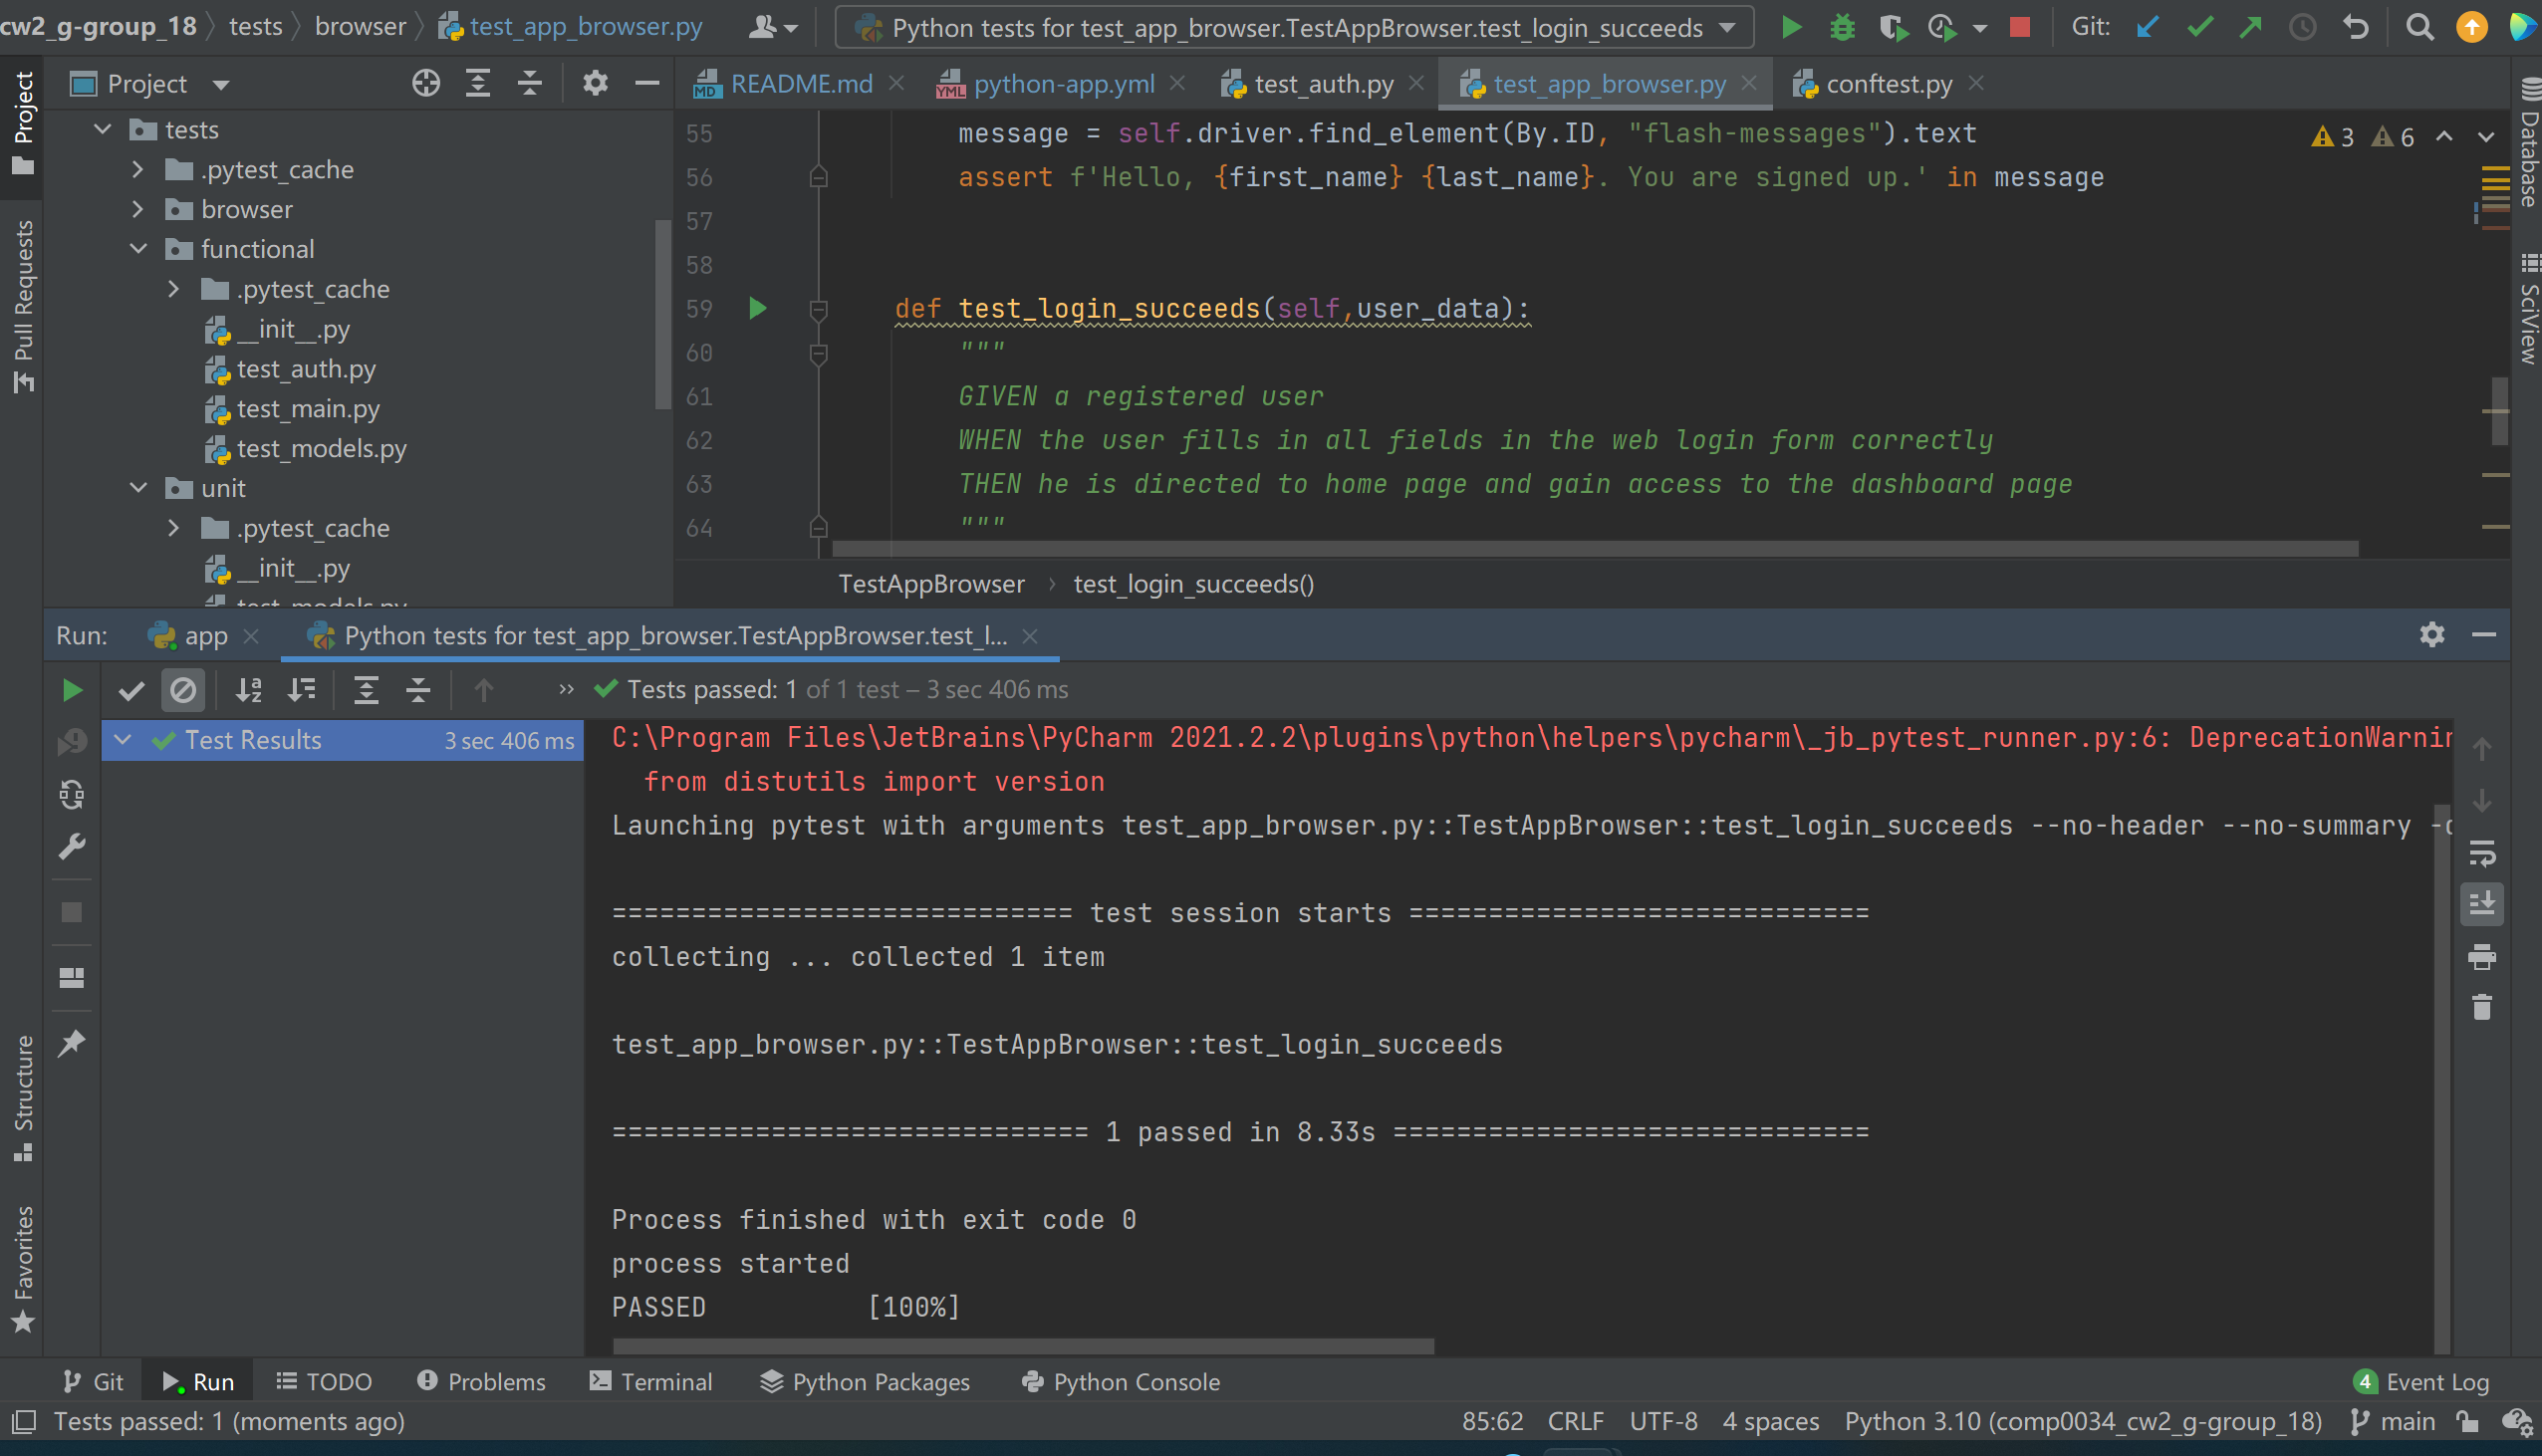 cw2_g-group_18 tests browser test_app_browser.py Python tests for test_app_browser.TestAppBrowser.test_login_succeeds Git:
Project
Pull Requests
Structure
Favorites
Project
tests
.pytest_cache
browser
functional
.pytest_cache
__init__.py
test_auth.py
test_main.py
test_models.py
unit
.pytest_cache
__init__.py
test_models.py
README.md python-app.yml test_auth.py test_app_browser.py conftest.py
3 6
55 message = self.driver.find_element(By.ID, "flash-messages").text
56 assert f'Hello, {first_name} {last_name}. You are signed up.' in message
57
58
59 def test_login_succeeds(self,user_data):
60 """
61 GIVEN a registered user
62 WHEN the user fills in all fields in the web login form correctly
63 THEN he is directed to home page and gain access to the dashboard page
64 """
TestAppBrowser › test_login_succeeds()
Database
SciView
Run: app Python tests for test_app_browser.TestAppBrowser.test_l...
» Tests passed: 1 of 1 test – 3 sec 406 ms
Test Results 3 sec 406 ms
C:\Program Files\JetBrains\PyCharm 2021.2.2\plugins\python\helpers\pycharm\_jb_pytest_runner.py:6: DeprecationWarnin
from distutils import version
Launching pytest with arguments test_app_browser.py::TestAppBrowser::test_login_succeeds --no-header --no-summary -q
============================= test session starts =============================
collecting ... collected 1 item
test_app_browser.py::TestAppBrowser::test_login_succeeds
============================== 1 passed in 8.33s ==============================
Process finished with exit code 0
process started
PASSED [100%]
Git Run TODO Problems Terminal Python Packages Python Console 4 Event Log
Tests passed: 1 (moments ago) 85:62 CRLF UTF-8 4 spaces Python 3.10 (comp0034_cw2_g-group_18) main